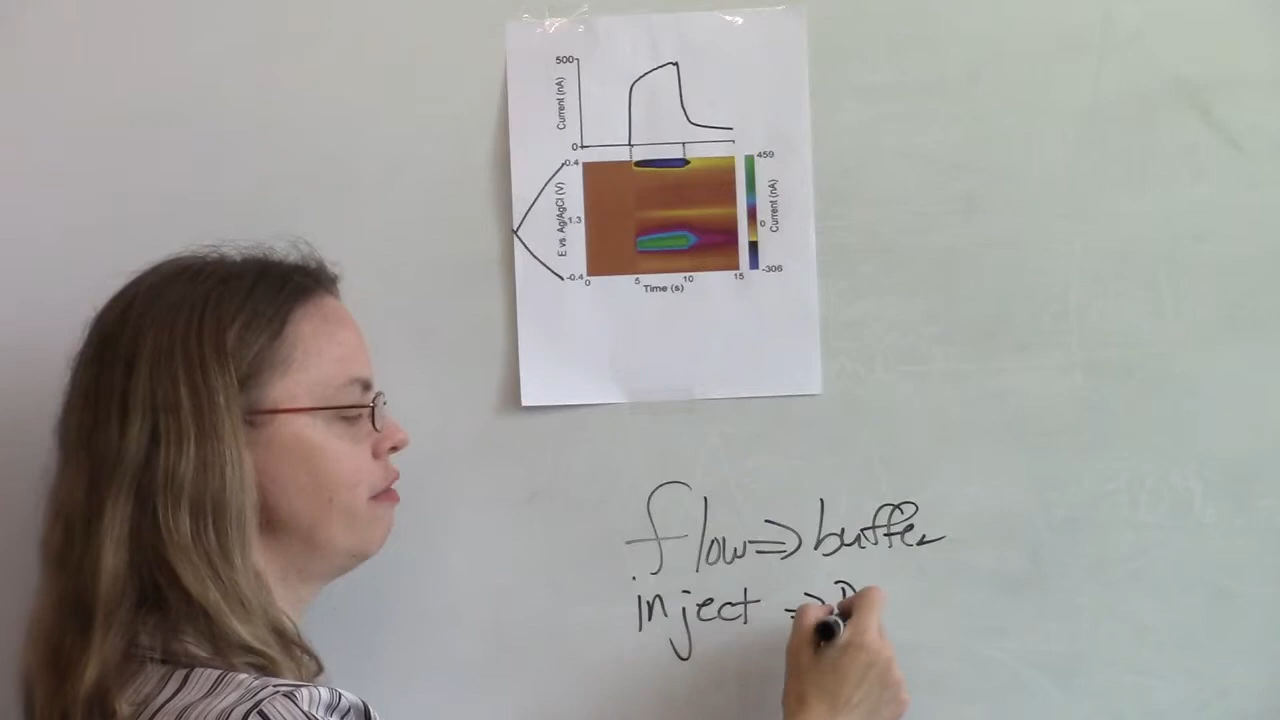 500
Current (nA)
0
-0.4
1.3
-0.4
E vs. Ag/AgCl (V)
459
0
-306
Current (nA)
0 5 10 15
Time (s)
flow => buffer
inject =>